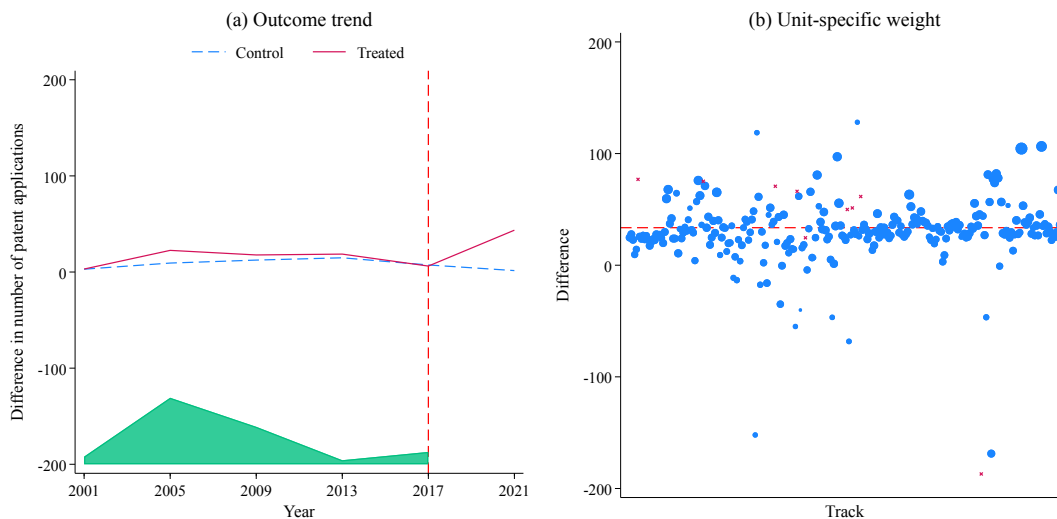 (a) Outcome trend
Control
Treated
Difference in number of patent applications
200
100
0
-100
-200
2001
2005
2009
2013
2017
2021
Year
(b) Unit-specific weight
Difference
200
100
0
-100
-200
Track